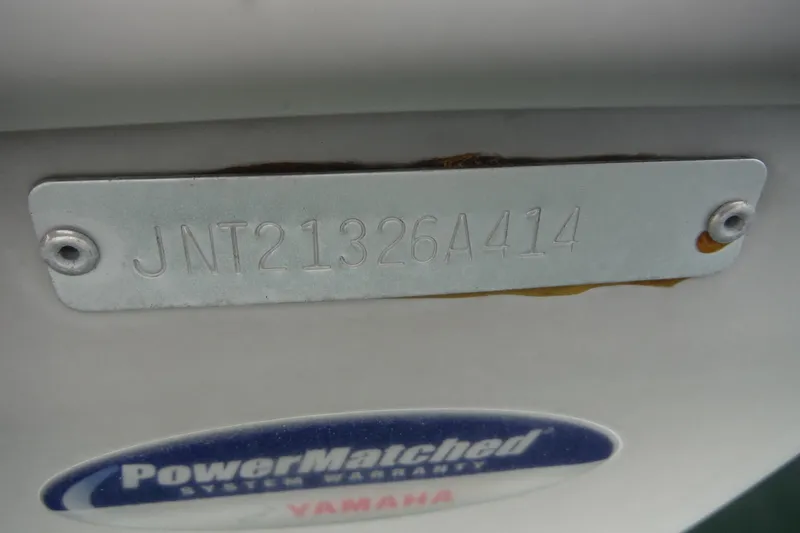 JNT21326A414
PowerMatched
SYSTEM WARRANTY
YAMAHA